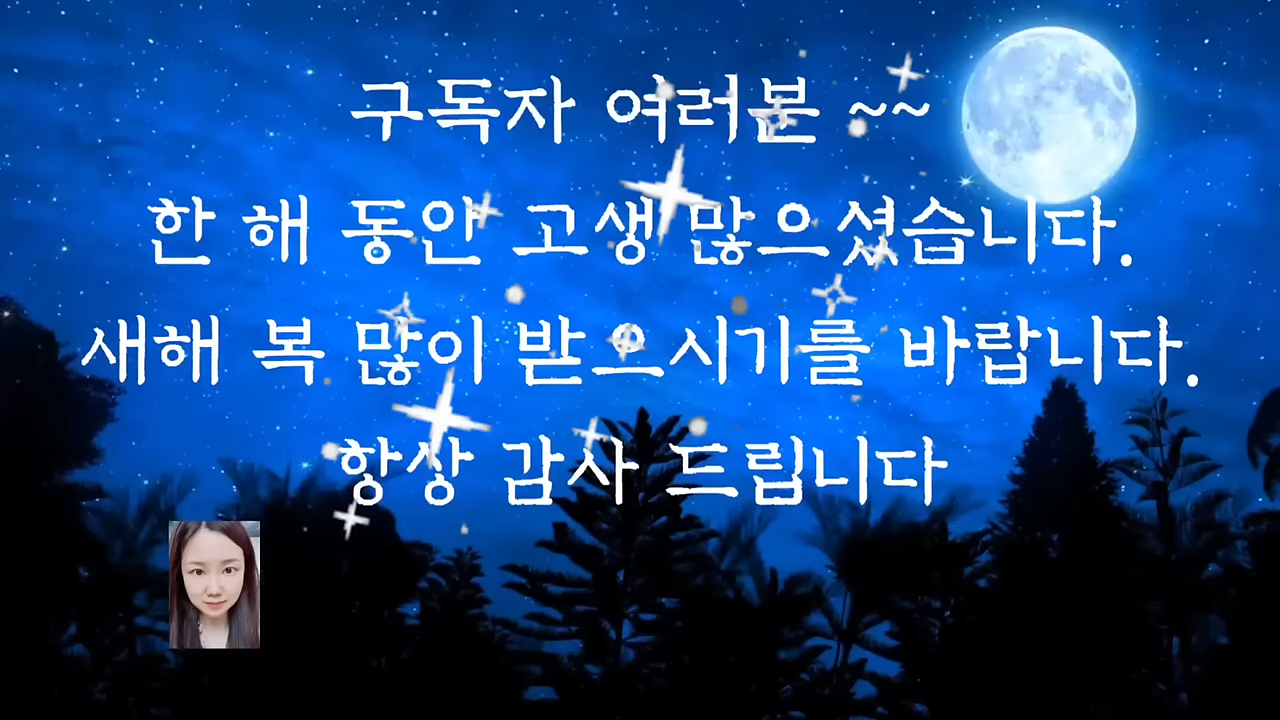 구독자 여러분 ~~
한 해 동안 고생 많으셨습니다.
새해 복 많이 받으시기를 바랍니다.
항상 감사 드립니다